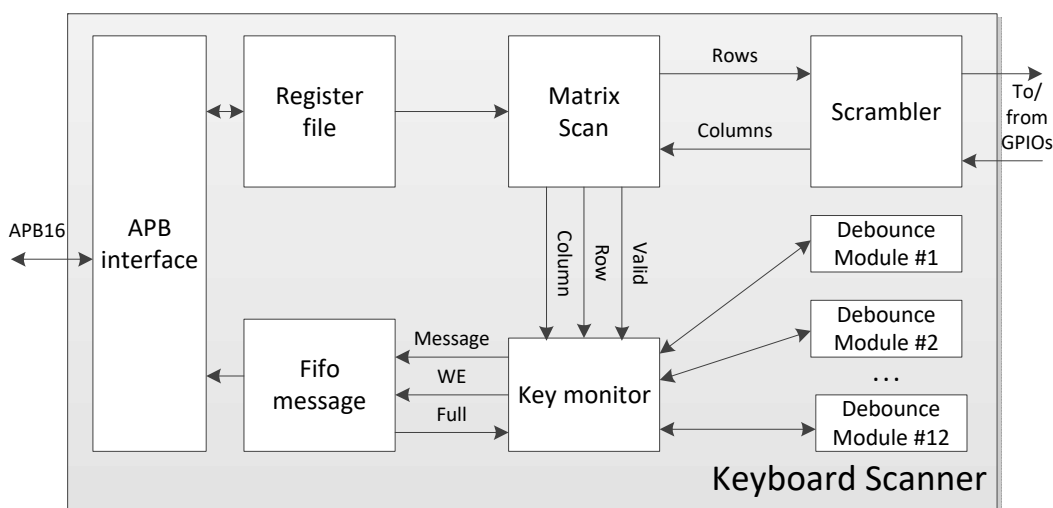 Register
file
Matrix
Scan
Rows
Columns
Scrambler
To/
from
GPIOs
APB16
APB
interface
Column
Row
Valid
Debounce
Module #1
Debounce
Module #2
...
Debounce
Module #12
Fifo
message
Message
WE
Full
Key monitor
Keyboard Scanner